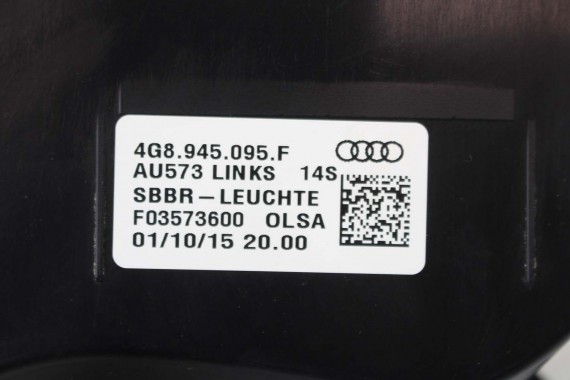 4G8.945.095.F
AU573 LINKS 14S
SBBR-LEUCHTE
F03573600 OLSA
01/10/15 20.00